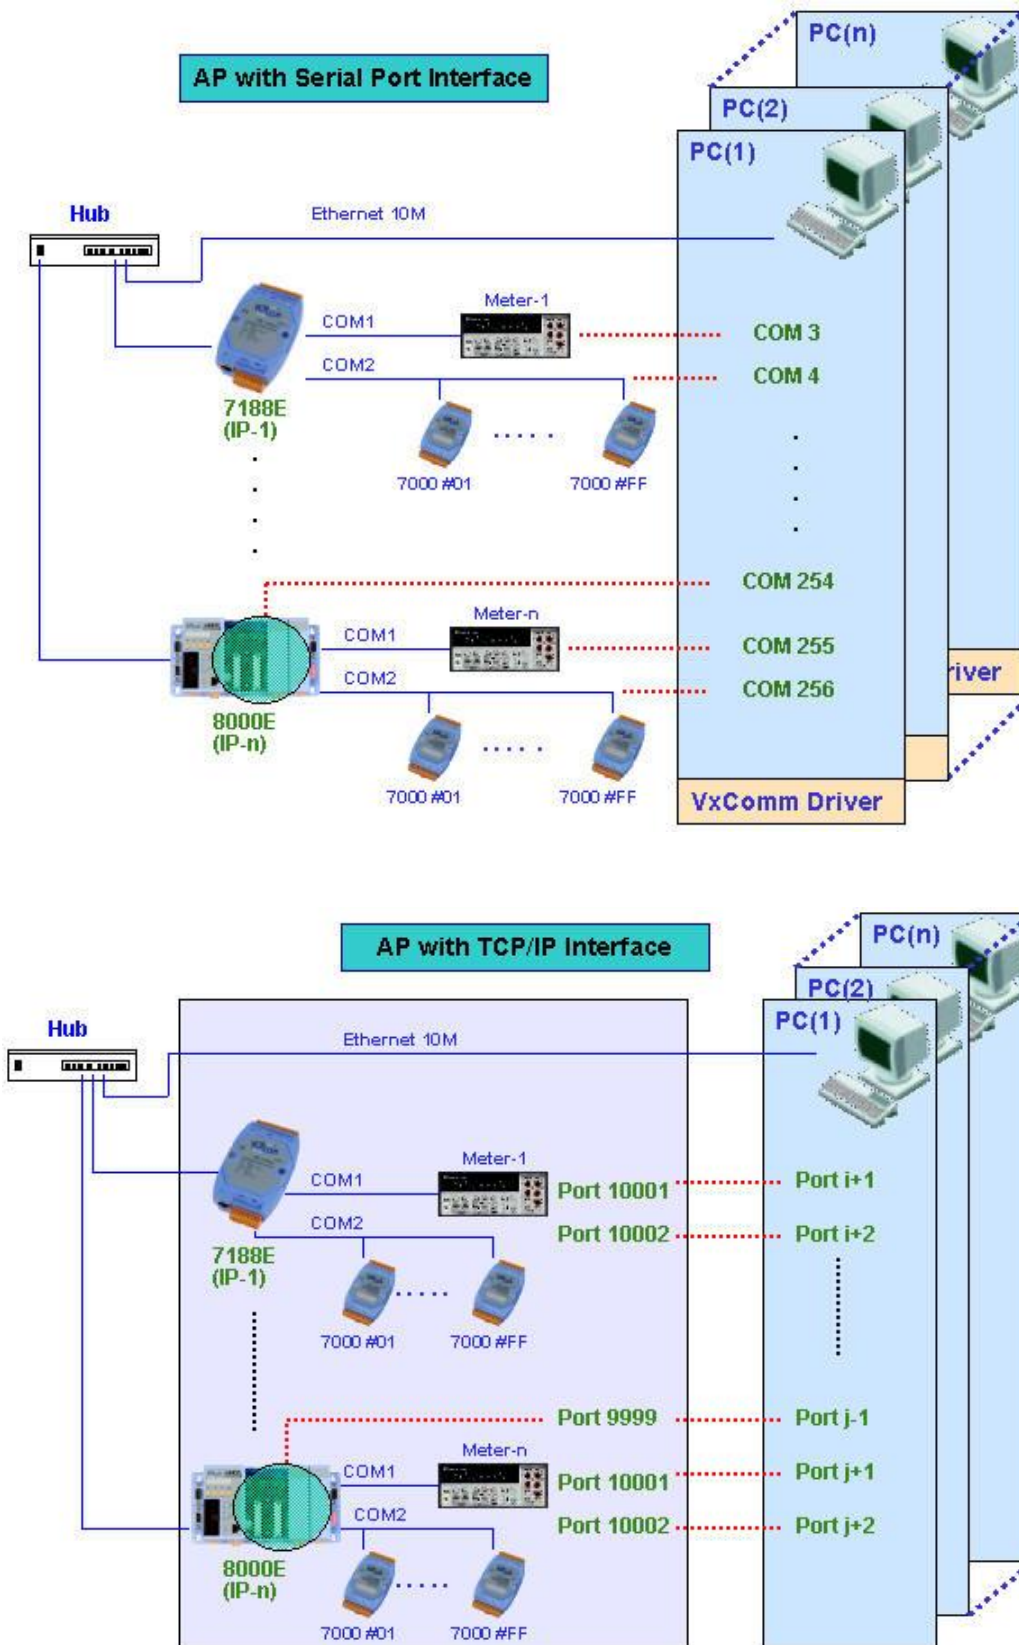 AP with Serial Port Interface
PC(n)
PC(2)
PC(1)
Hub
Ethernet 10M
Meter-1
COM1
COM 3
COM2
COM 4
7188E
(IP-1)
7000 #01
7000 #FF
COM 254
Meter-n
COM1
COM 255
COM2
COM 256
8000E
(IP-n)
7000 #01
7000 #FF
river
VxComm Driver
AP with TCP/IP Interface
PC(n)
PC(2)
PC(1)
Hub
Ethernet 10M
Meter-1
COM1
Port 10001
Port i+1
COM2
Port 10002
Port i+2
7188E
(IP-1)
7000 #01
7000 #FF
Port 9999
Port j-1
Meter-n
COM1
Port 10001
Port j+1
COM2
Port 10002
Port j+2
8000E
(IP-n)
7000 #01
7000 #FF